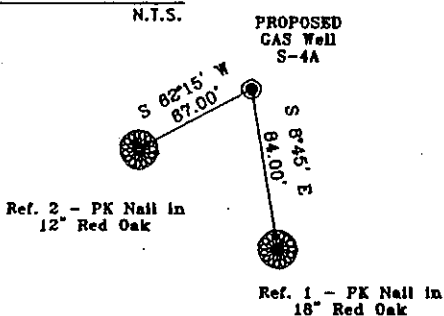 N.T.S.
PROPOSED
GAS Well
S-4A
S 62°15' W
67.00'
S 8°45' E
84.00'
Ref. 2 - PK Nail in
12" Red Oak
Ref. 1 - PK Nail in
18" Red Oak